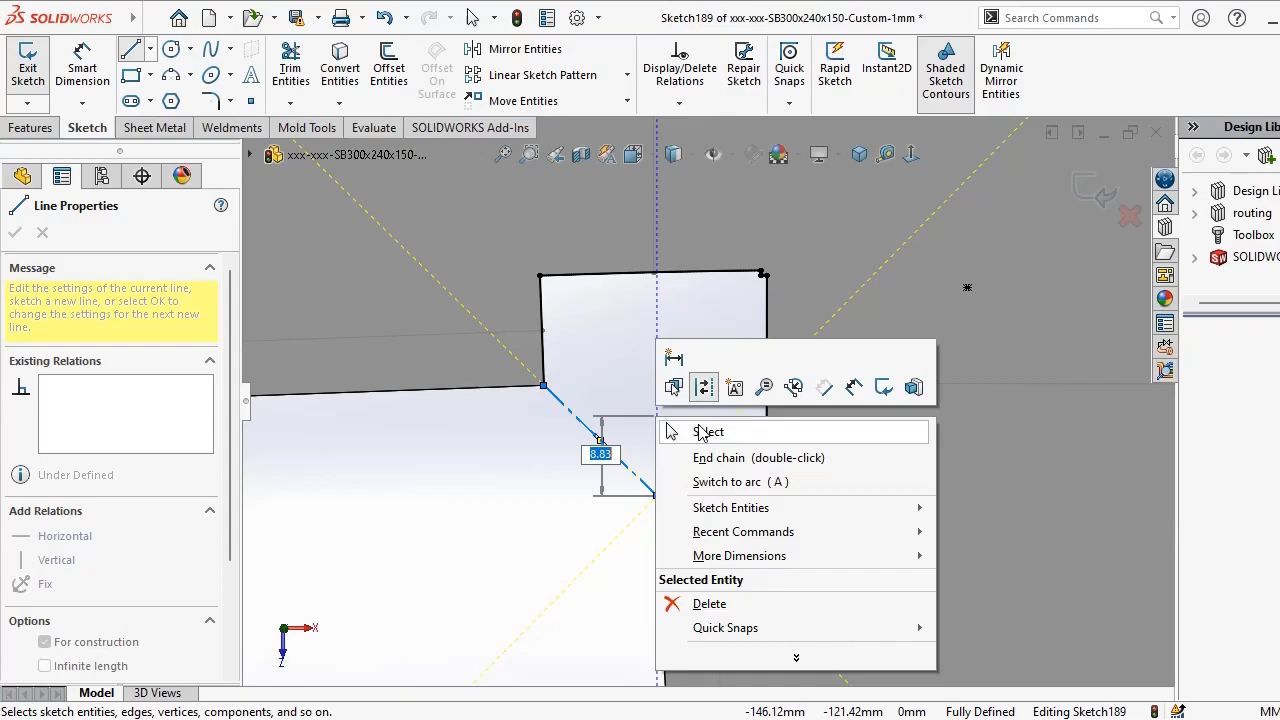 SOLIDWORKS
Sketch189 of xxx-xxx-SB300x240x150-Custom-1mm *
Search Commands
Exit Sketch
Smart Dimension
Trim Entities
Convert Entities
Offset Entities
Offset On Surface
Mirror Entities
Linear Sketch Pattern
Move Entities
Display/Delete Relations
Repair Sketch
Quick Snaps
Rapid Sketch
Instant2D
Shaded Sketch Contours
Dynamic Mirror Entities
Features
Sketch
Sheet Metal
Weldments
Mold Tools
Evaluate
SOLIDWORKS Add-Ins
Design Lib
xxx-xxx-SB300x240x150-...
Line Properties
Message
Edit the settings of the current line,
sketch a new line, or select OK to
change the settings for the next new
line.
Existing Relations
Under Defined
Add Relations
Horizontal
Vertical
Fix
Options
For construction
Infinite length
8.83
Select
End chain (double-click)
Switch to arc ( A )
Sketch Entities
Recent Commands
More Dimensions
Selected Entity
Delete
Quick Snaps
Design Li
routing
Toolbox
SOLIDW
X
Z
Model
3D Views
Selects sketch entities, edges, vertices, components, and so on.
-146.12mm
-121.42mm
0mm
Fully Defined
Editing Sketch189
MM